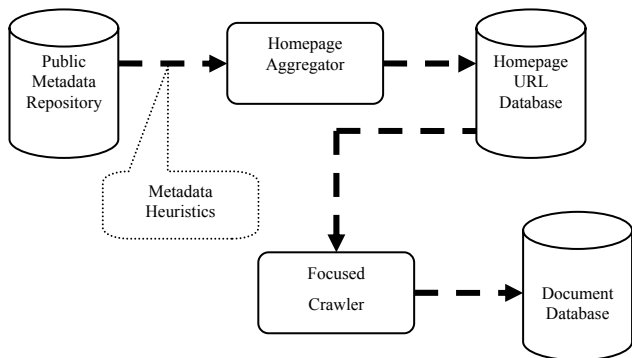 Public
Metadata
Repository
Homepage
Aggregator
Homepage
URL
Database
Metadata
Heuristics
Focused
Crawler
Document
Database